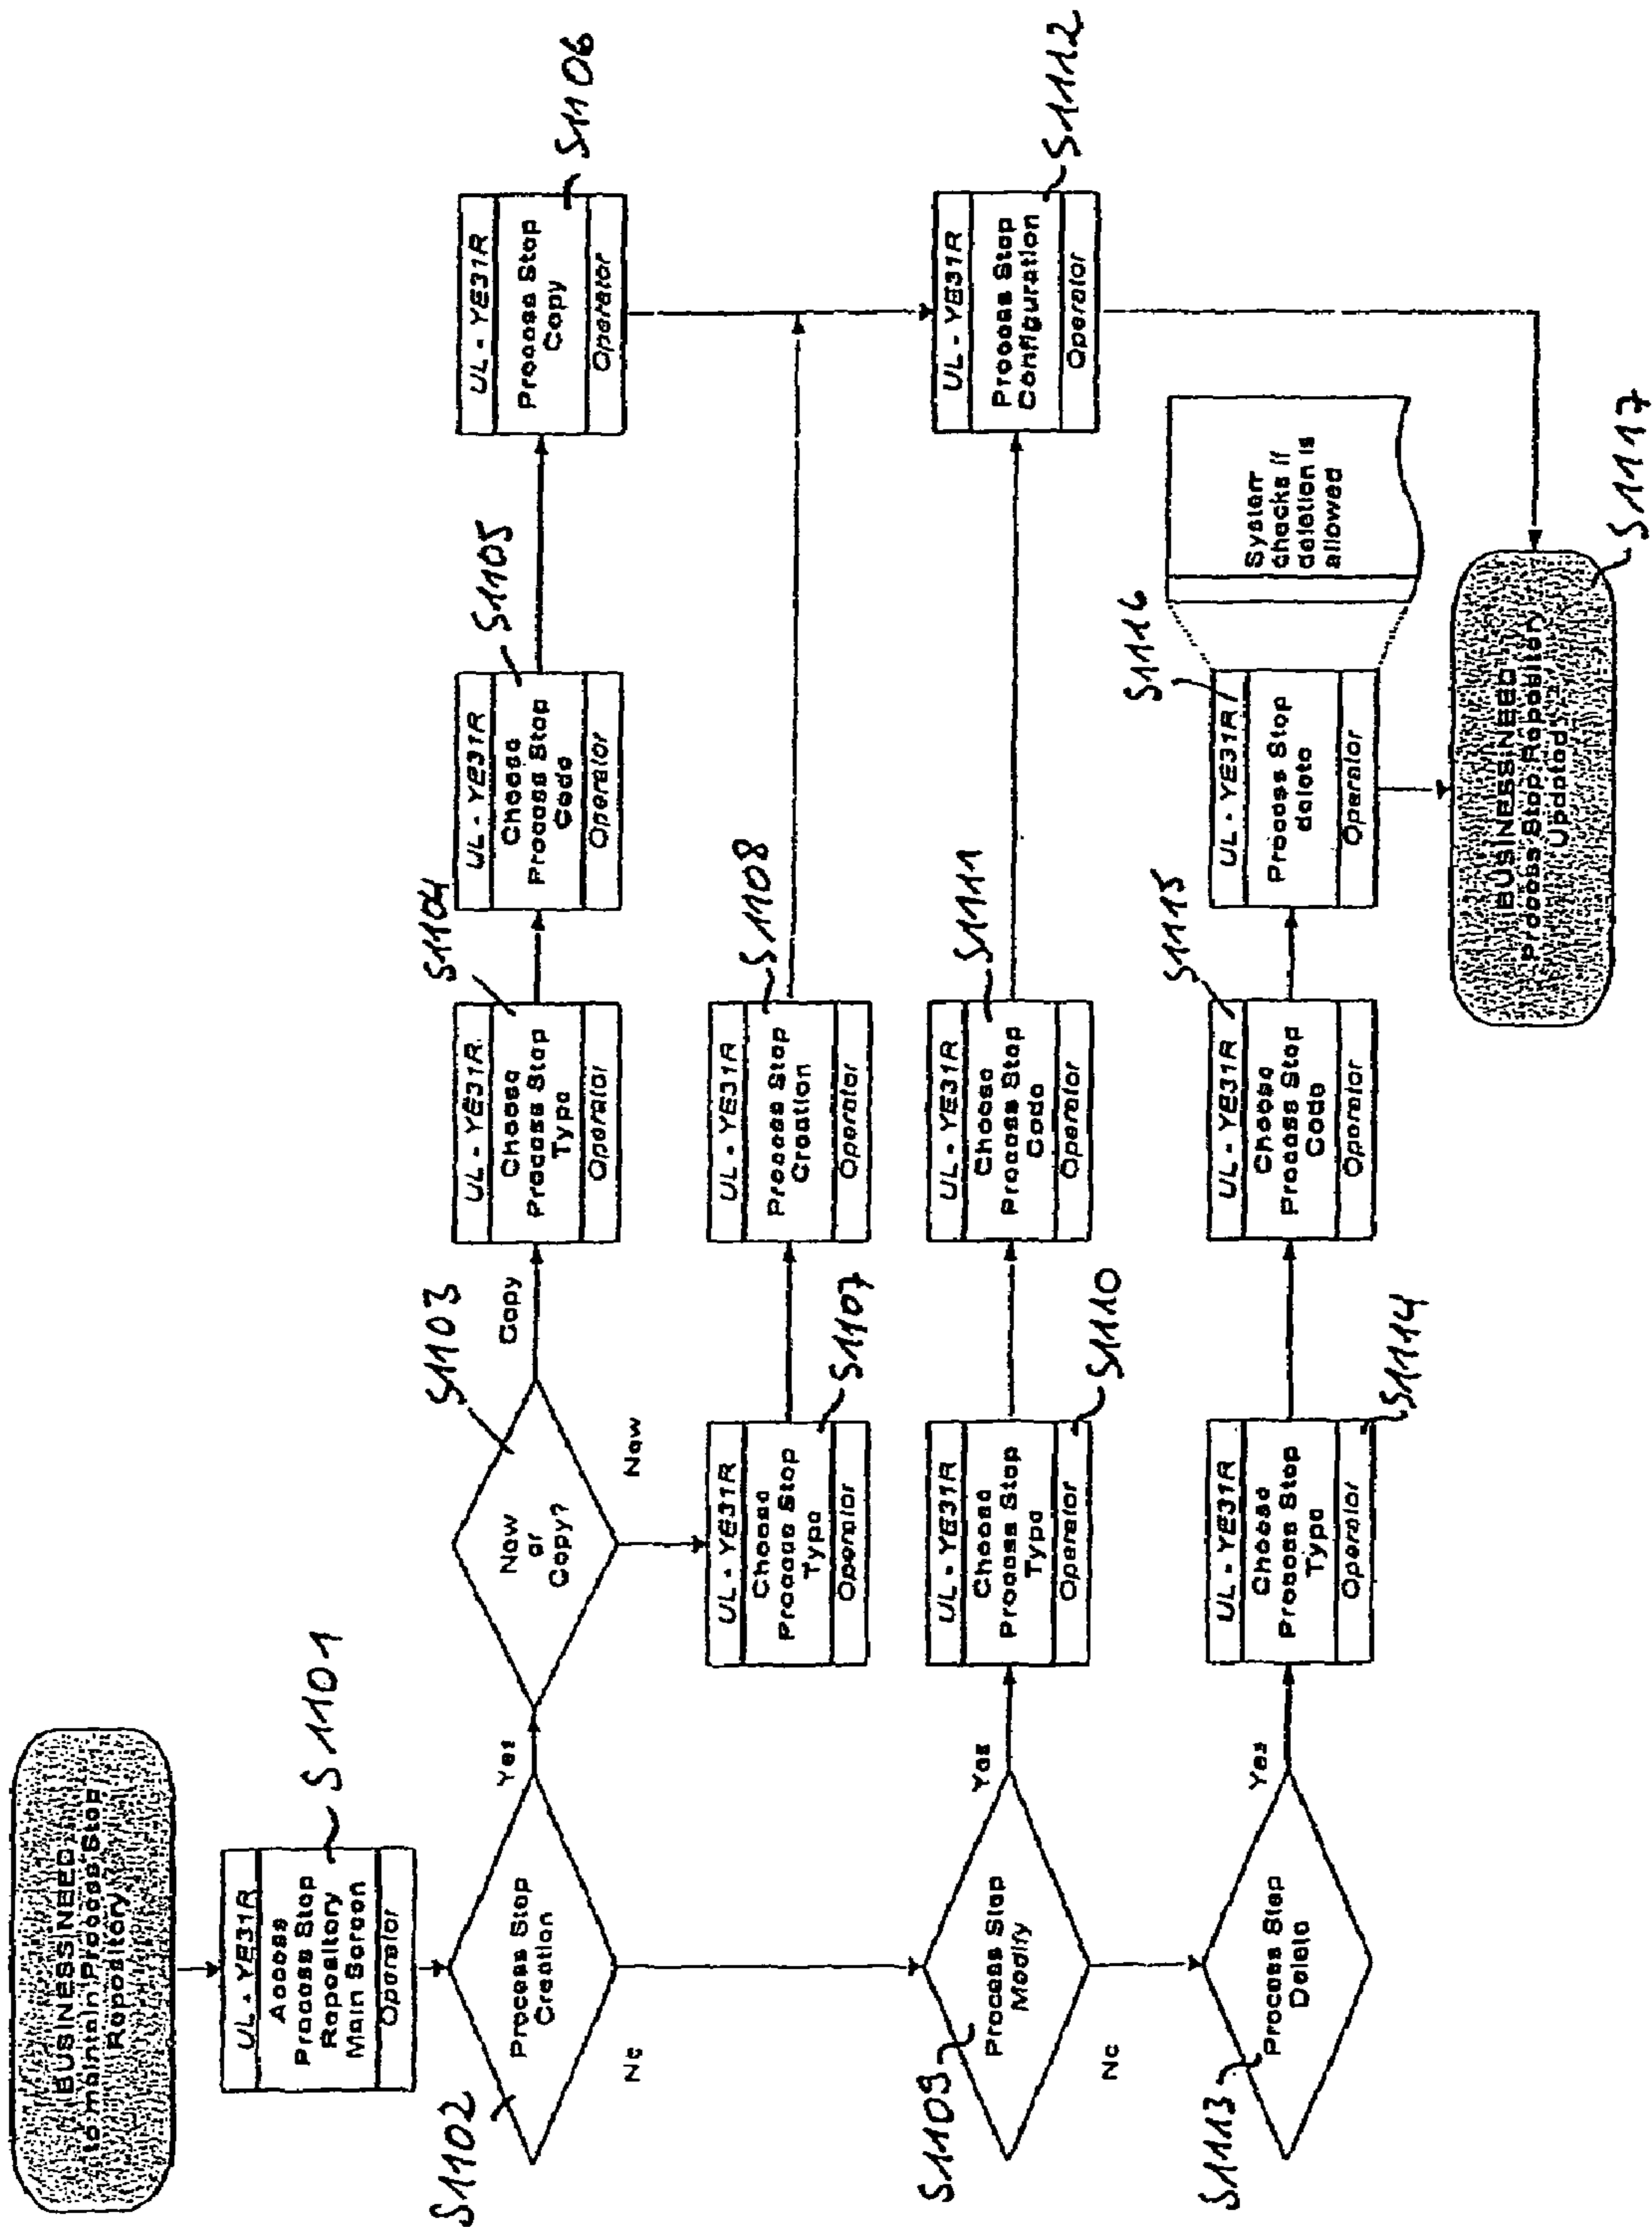 BUSINESS NEED
to maintain Process Step
Repository
UL - YE31R
Access
Process Step
Repository
Main Screen
Operator
S1101
Process Step
Creation
S1102
Yes
No
New
or
Copy?
S1103
Copy
New
UL - YE31R
Choose
Process Step
Type
Operator
S1104
UL - YE31R
Choose
Process Step
Code
Operator
S1105
UL - YE31R
Process Step
Copy
Operator
S1106
UL - YE31R
Choose
Process Step
Type
Operator
S1107
UL - YE31R
Process Step
Creation
Operator
S1108
Process Step
Modify
S1109
Yes
No
UL - YE31R
Choose
Process Step
Type
Operator
S1110
UL - YE31R
Choose
Process Step
Code
Operator
S1111
UL - YE31R
Process Step
Configuration
Operator
S1112
Process Step
Delete
S1113
Yes
UL - YE31R
Choose
Process Step
Type
Operator
S1114
UL - YE31R
Choose
Process Step
Code
Operator
S1115
UL - YE31R
Process Step
delete
Operator
S1116
System
checks if
deletion is
allowed
BUSINESS NEED
Process Step Repository
Updated
S1117